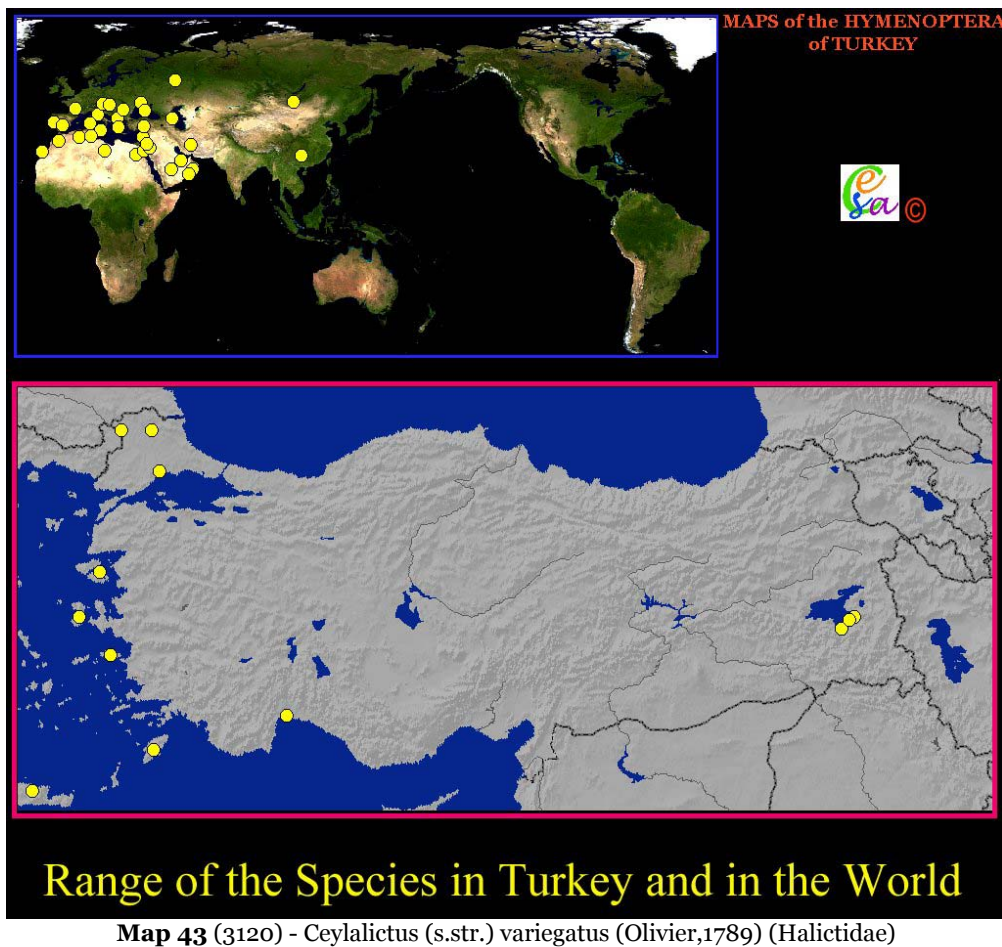 MAPS of the HYMENOPTERA
of TURKEY
Cesa ©
Range of the Species in Turkey and in the World
Map 43 (3120) - Ceylalictus (s.str.) variegatus (Olivier,1789) (Halictidae)